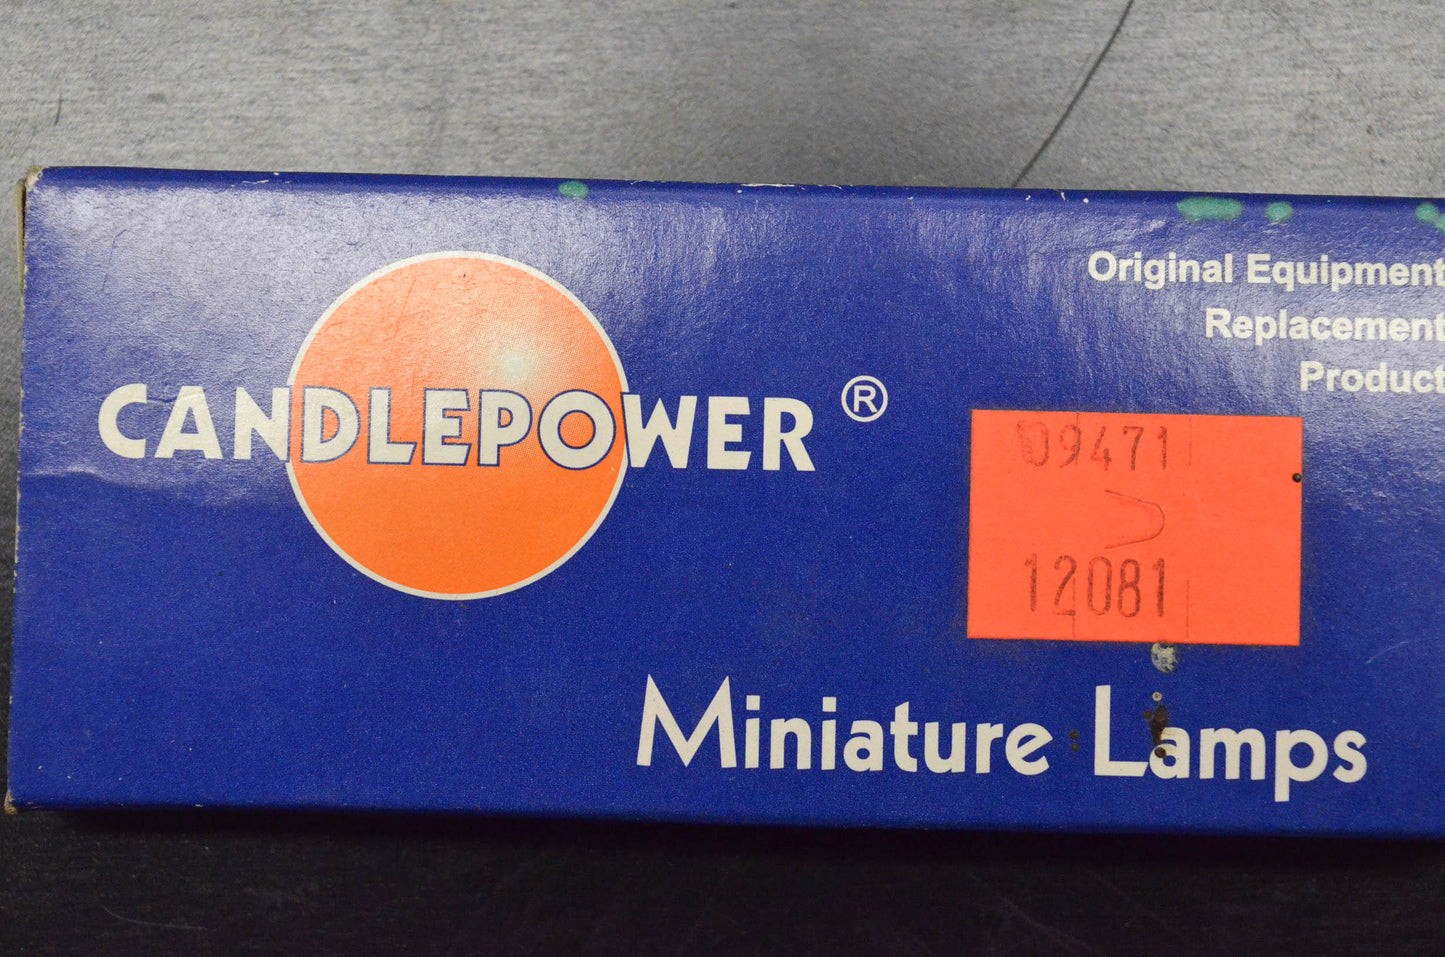 CANDLEPOWER®
Original Equipment
Replacement
Product
09471
12081
Miniature Lamps